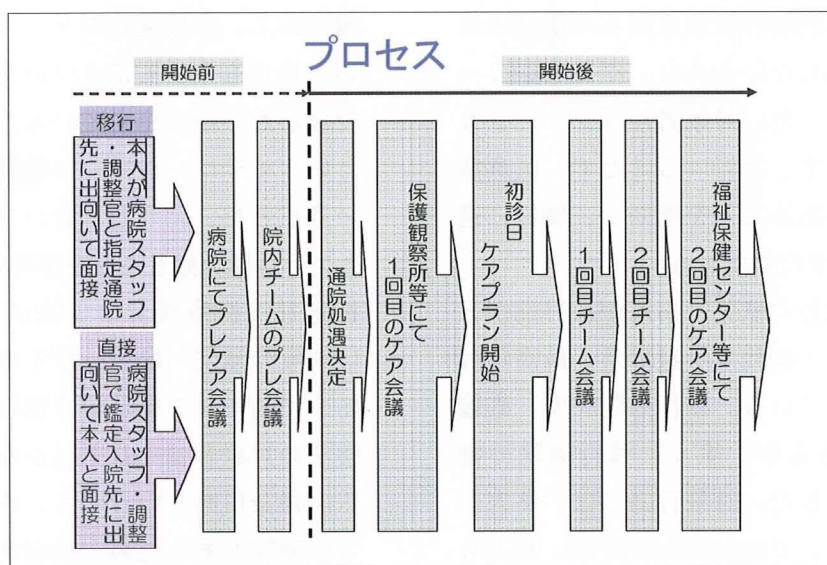 プロセス
開始前
開始後
移行
本人が病院スタッフ
・調整官と指定通院
先に出向いて面接
直接
病院スタッフ・調整
官で鑑定入院先に出
向いて本人と面接
病院にてプレケア会議
院内チームのプレ会議
通院処遇決定
保護観察所等にて
1回目のケア会議
初診日
ケアプラン開始
1回目チーム会議
2回目チーム会議
福祉保健センター等にて
2回目のケア会議